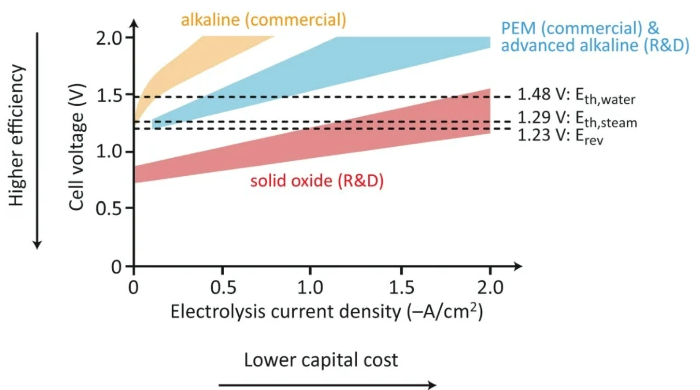 alkaline (commercial)
PEM (commercial) &
advanced alkaline (R&D)
Higher efficiency
Cell voltage (V)
2.0
1.5
1.0
0.5
0
1.48 V: Eth,water
1.29 V: Eth,steam
1.23 V: Erev
solid oxide (R&D)
0 0.5 1.0 1.5 2.0
Electrolysis current density (–A/cm²)
Lower capital cost